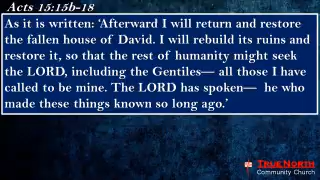 Acts 15:15b-18
As it is written: ‘Afterward I will return and restore
the fallen house of David. I will rebuild its ruins and
restore it, so that the rest of humanity might seek
the LORD, including the Gentiles— all those I have
called to be mine. The LORD has spoken— he who
made these things known so long ago.’
TRUENORTH
Community Church